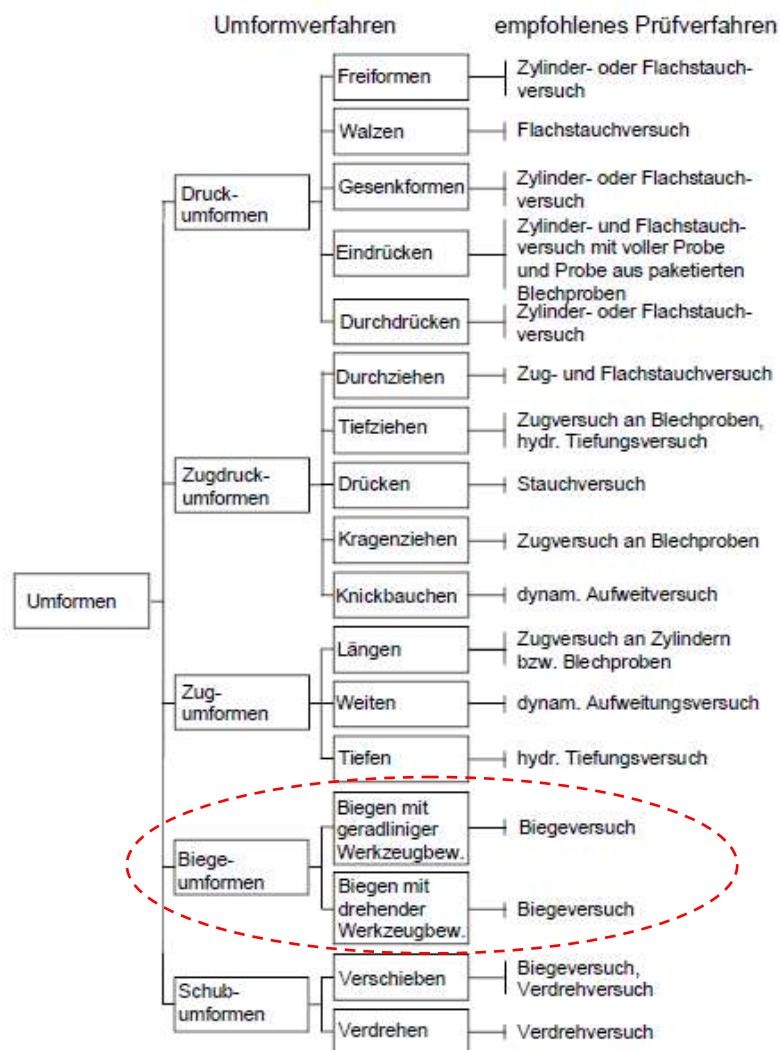 Umformverfahren
empfohlenes Prüfverfahren
Umformen
Druck-
umformen
Freiformen
Zylinder- oder Flachstauch-
versuch
Walzen
Flachstauchversuch
Gesenkformen
Zylinder- oder Flachstauch-
versuch
Eindrücken
Zylinder- und Flachstauch-
versuch mit voller Probe
und Probe aus paketierten
Blechproben
Durchdrücken
Zylinder- oder Flachstauch-
versuch
Zugdruck-
umformen
Durchziehen
Zug- und Flachstauchversuch
Tiefziehen
Zugversuch an Blechproben,
hydr. Tiefungsversuch
Drücken
Stauchversuch
Kragenziehen
Zugversuch an Blechproben
Knickbauchen
dynam. Aufweitversuch
Zug-
umformen
Längen
Zugversuch an Zylindern
bzw. Blechproben
Weiten
dynam. Aufweitungsversuch
Tiefen
hydr. Tiefungsversuch
Biege-
umformen
Biegen mit
geradliniger
Werkzeugbew.
Biegeversuch
Biegen mit
drehender
Werkzeugbew.
Biegeversuch
Schub-
umformen
Verschieben
Biegeversuch,
Verdrehversuch
Verdrehen
Verdrehversuch